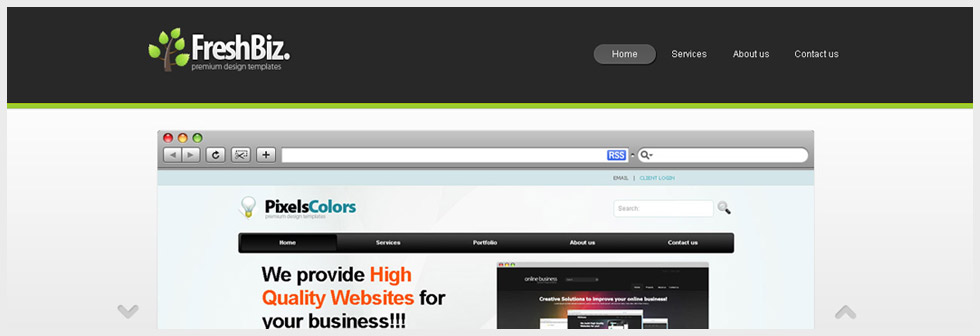 FreshBiz.
premium design templates
Home Services About us Contact us
RSS
EMAIL | CLIENT LOGIN
PixelsColors
premium design templates
Search
Home Services Portfolio About us Contact us
We provide High
Quality Websites for
your business!!!
online business
Creative Solutions to improve your online business!